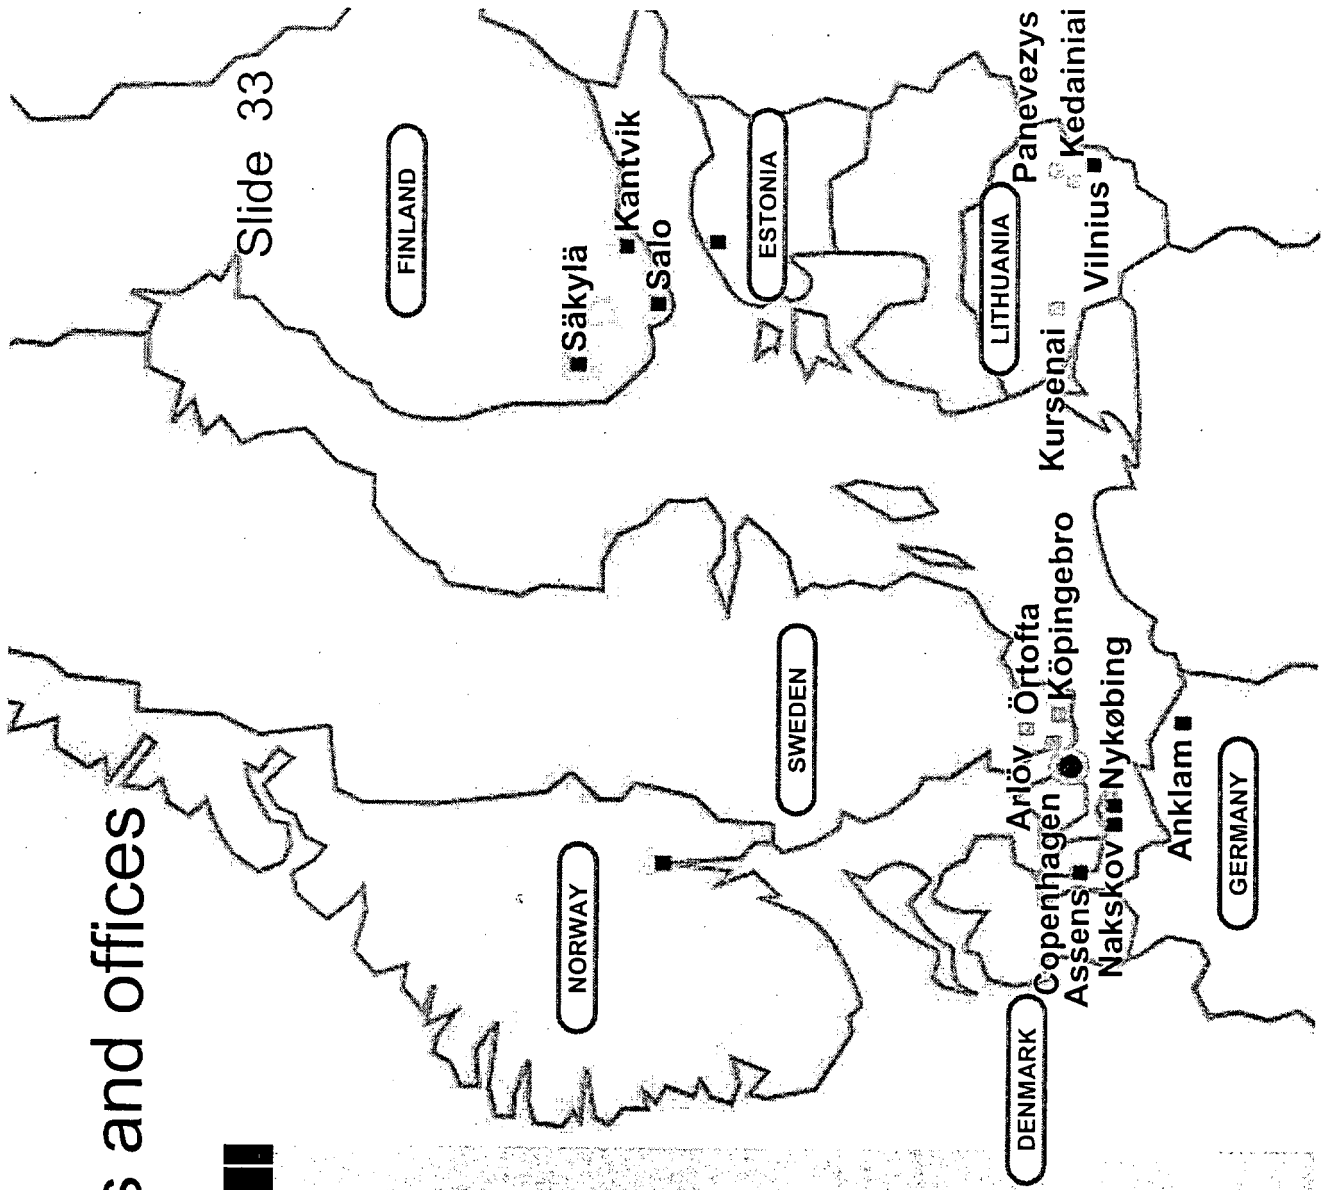 s and offices
Slide 33
FINLAND
Säkylä
Kantvik
Salo
NORWAY
SWEDEN
ESTONIA
LITHUANIA
Panevezys
Kedainiai
Kursenai
Vilnius
Arlöv
Örtofta
Köpingebro
DENMARK
Copenhagen
Assens
Nakskov
Nykøbing
Anklam
GERMANY